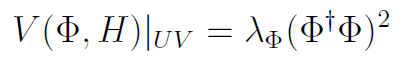 V(Φ, H)|_{UV} = λ_Φ(Φ^†Φ)^2